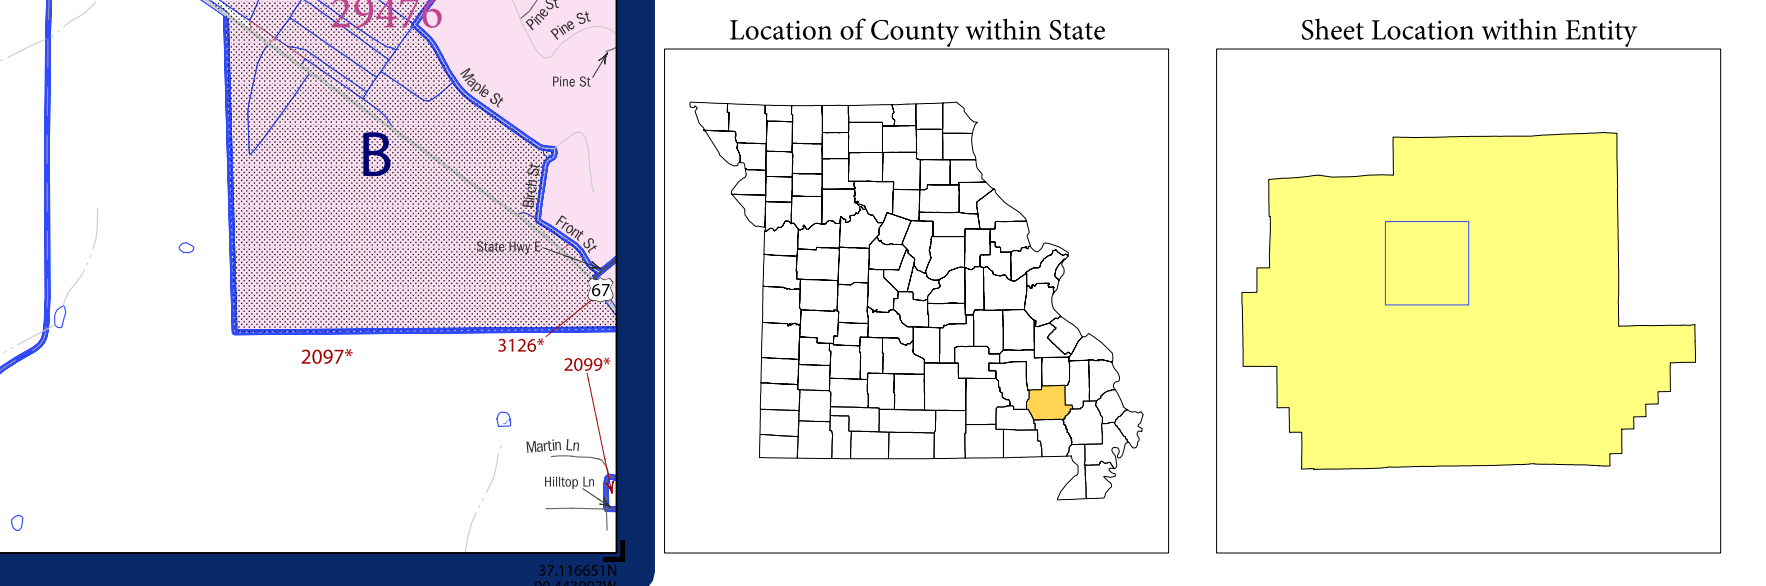 29476
Pine St
Pine St
Pine St
Maple St
B
Birch St
Front St
State Hwy E
67
2097*
3126*
2099*
Martin Ln
Hilltop Ln
37.116651N
Location of County within State
Sheet Location within Entity